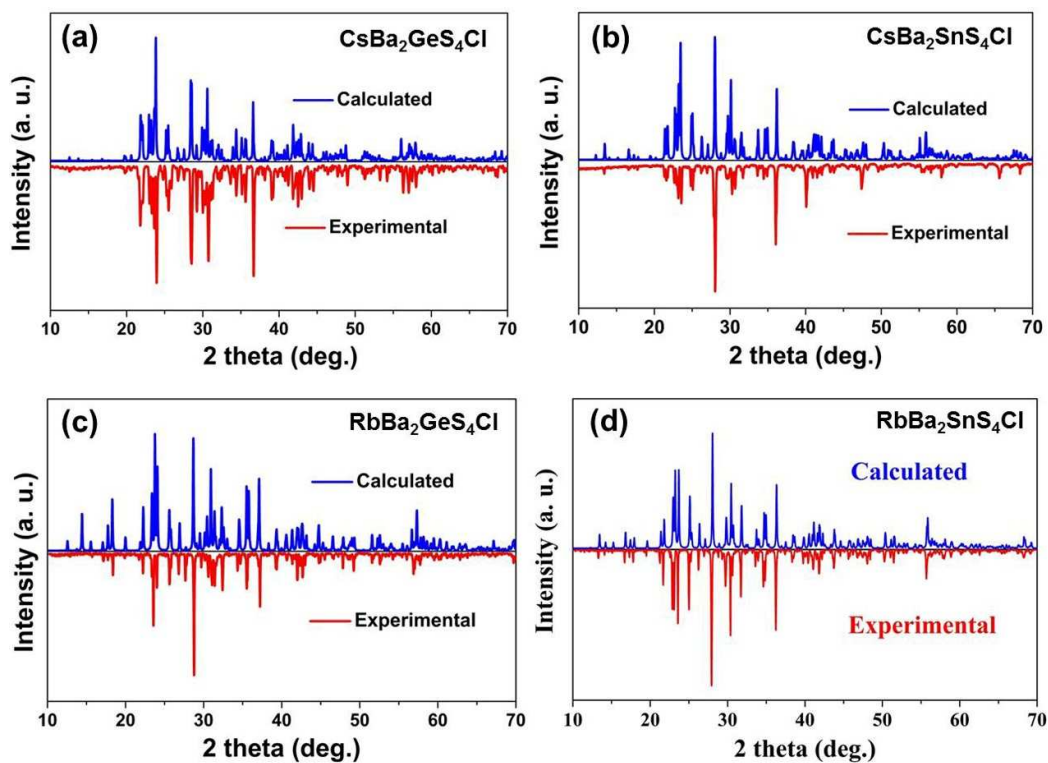 (a) CsBa₂GeS₄Cl
Calculated
Experimental
Intensity (a. u.)
10 20 30 40 50 60 70
2 theta (deg.)
(b) CsBa₂SnS₄Cl
Calculated
Experimental
Intensity (a. u.)
10 20 30 40 50 60 70
2 theta (deg.)
(c) RbBa₂GeS₄Cl
Calculated
Experimental
Intensity (a. u.)
10 20 30 40 50 60 70
2 theta (deg.)
(d) RbBa₂SnS₄Cl
Calculated
Experimental
Intensity (a. u.)
10 20 30 40 50 60 70
2 theta (deg.)